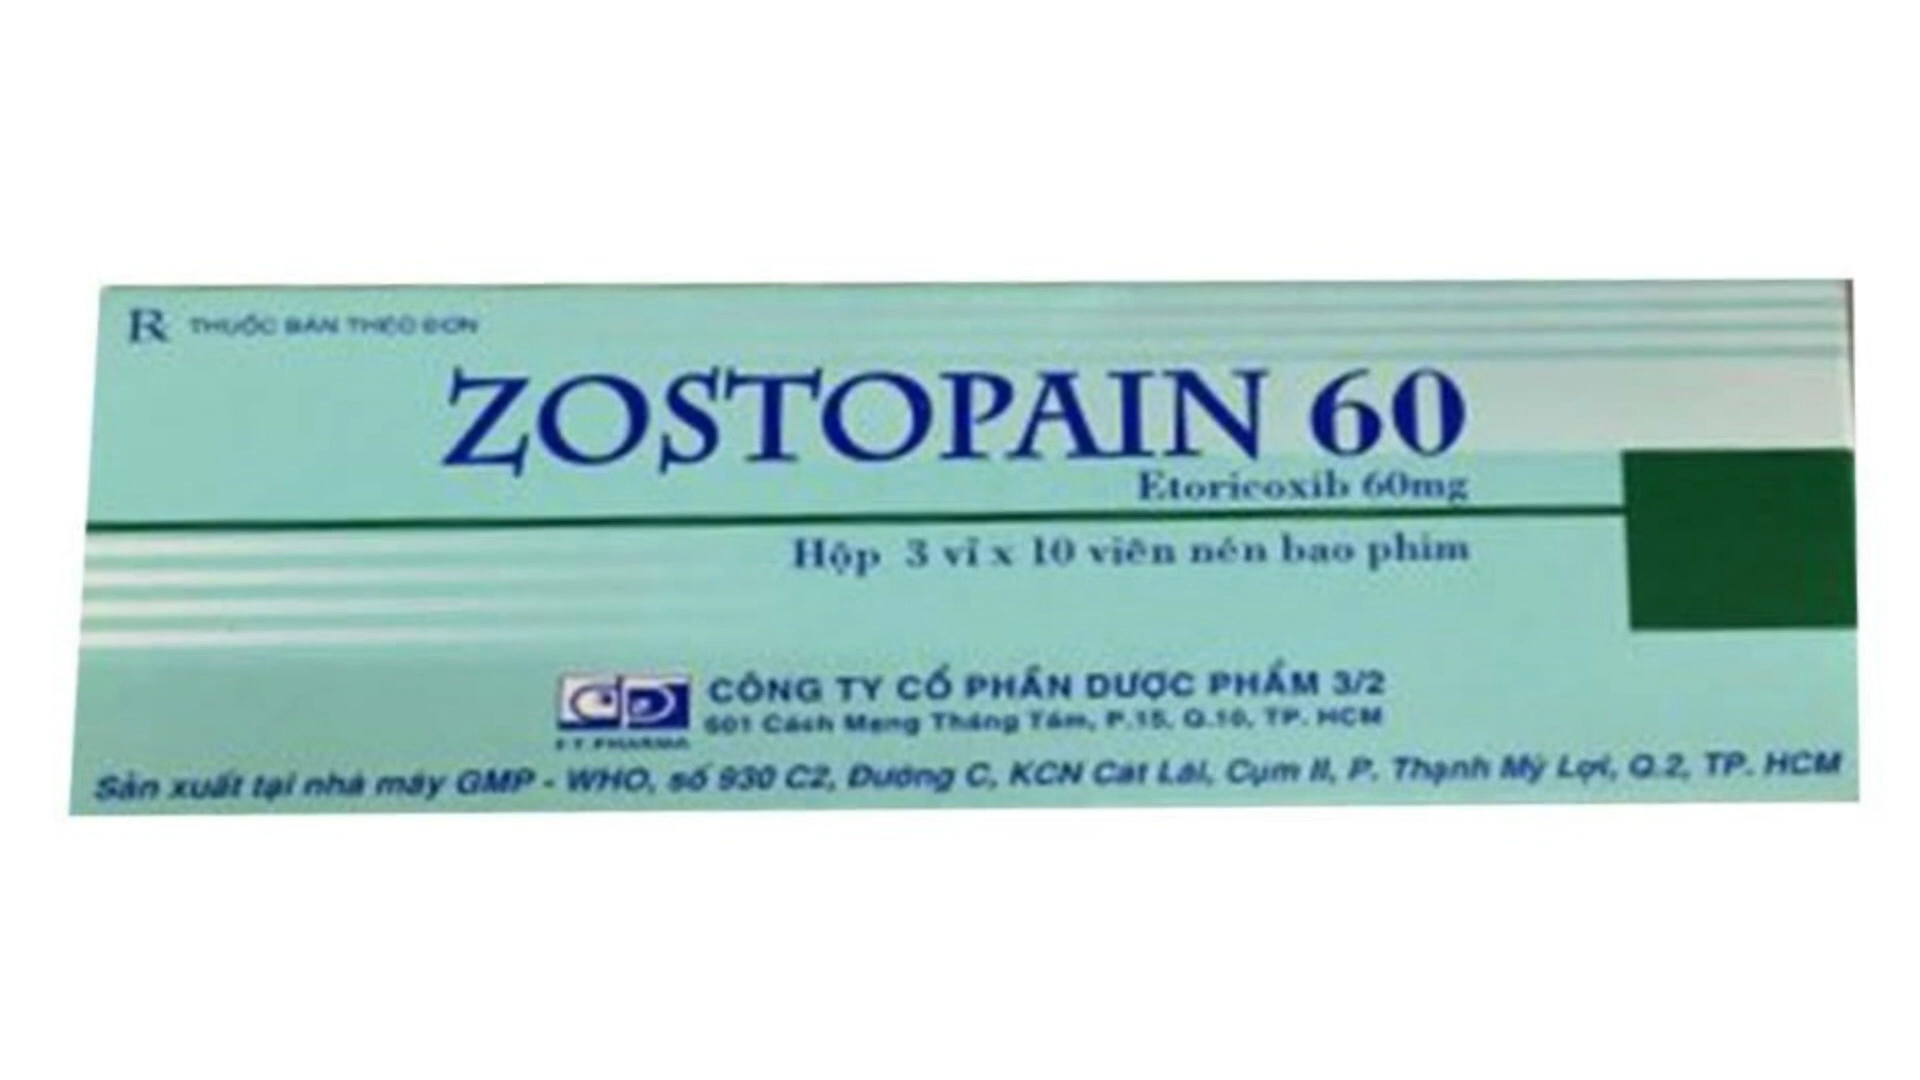 R THUỐC BÁN THEO ĐƠN
ZOSTOPAIN 60
Etoricoxib 60mg
Hộp 3 vĩ x 10 viên nén bao phim
CÔNG TY CỔ PHẦN DƯỢC PHẨM 3/2
601 Cách Mạng Tháng Tám, P.15, Q.10, TP. HCM
F.T. PHARMA
Sản xuất tại nhà máy GMP - WHO, số 930 C2, Đường C, KCN Cát Lái, Cụm II, P. Thạnh Mỹ Lợi, Q.2, TP. HCM